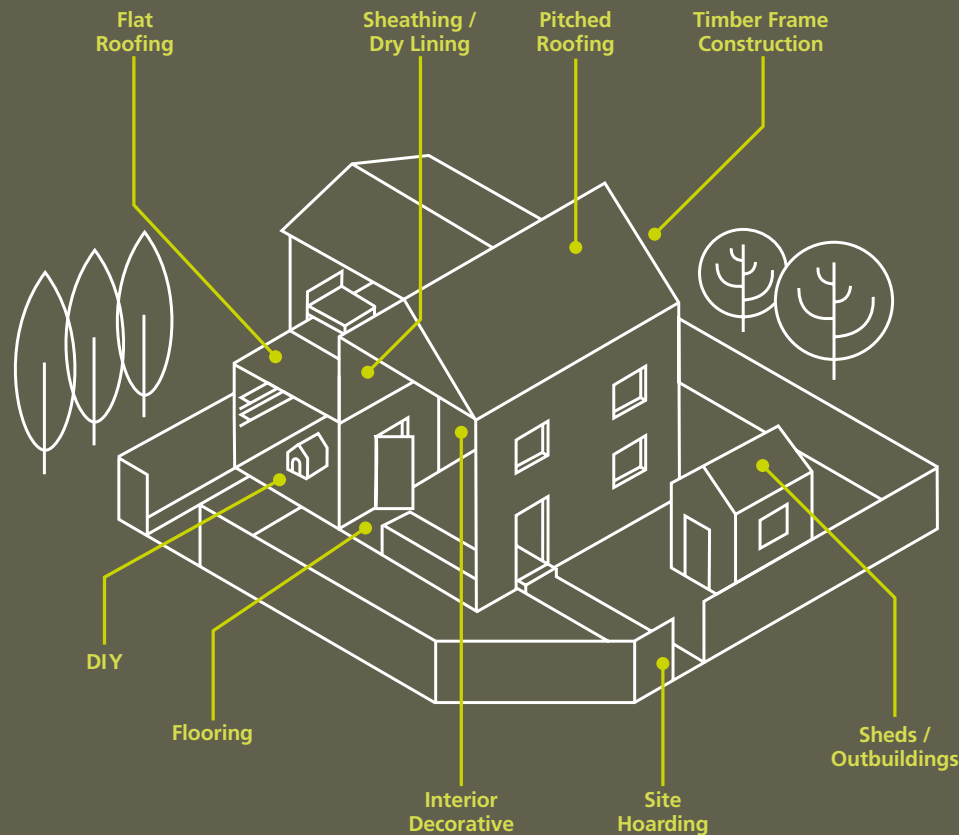 Flat
Roofing
Sheathing /
Dry Lining
Pitched
Roofing
Timber Frame
Construction
DIY
Flooring
Interior
Decorative
Site
Hoarding
Sheds /
Outbuildings